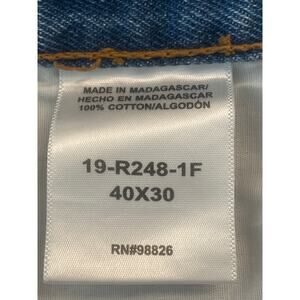 MADE IN MADAGASCAR/
HECHO EN MADAGASCAR
100% COTTON/ALGODÓN
19-R248-1F
40X30
RN#98826